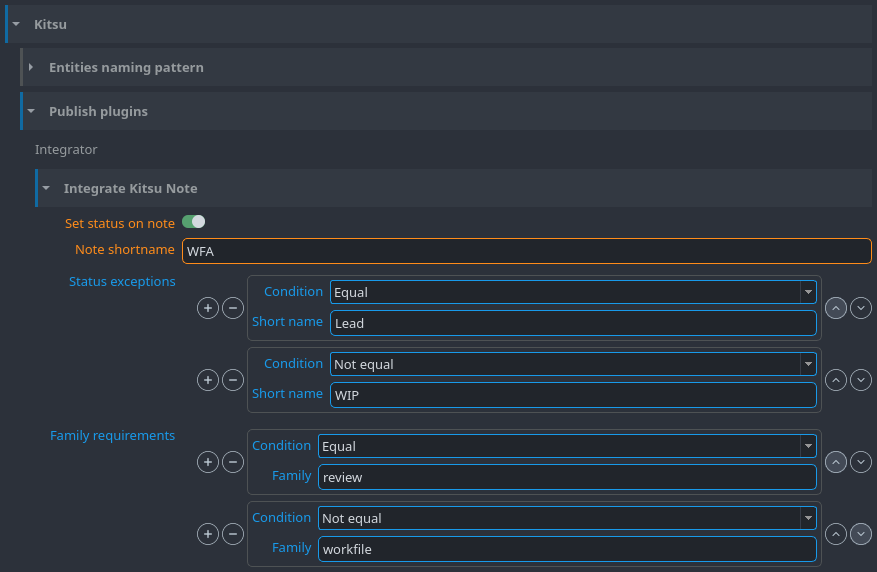 Kitsu
Entities naming pattern
Publish plugins
Integrator
Integrate Kitsu Note
Set status on note
Note shortname WFA
Status exceptions
Condition Equal
Short name Lead
Condition Not equal
Short name WIP
Family requirements
Condition Equal
Family review
Condition Not equal
Family workfile